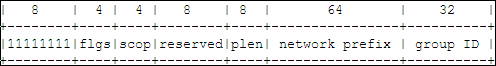 |   8    |  4 |  4 |   8    |  8 |       64       |    32    |
+--------+----+----+--------+----+----------------+----------+
|11111111|flgs|scop|reserved|plen| network prefix | group ID |
+--------+----+----+--------+----+----------------+----------+